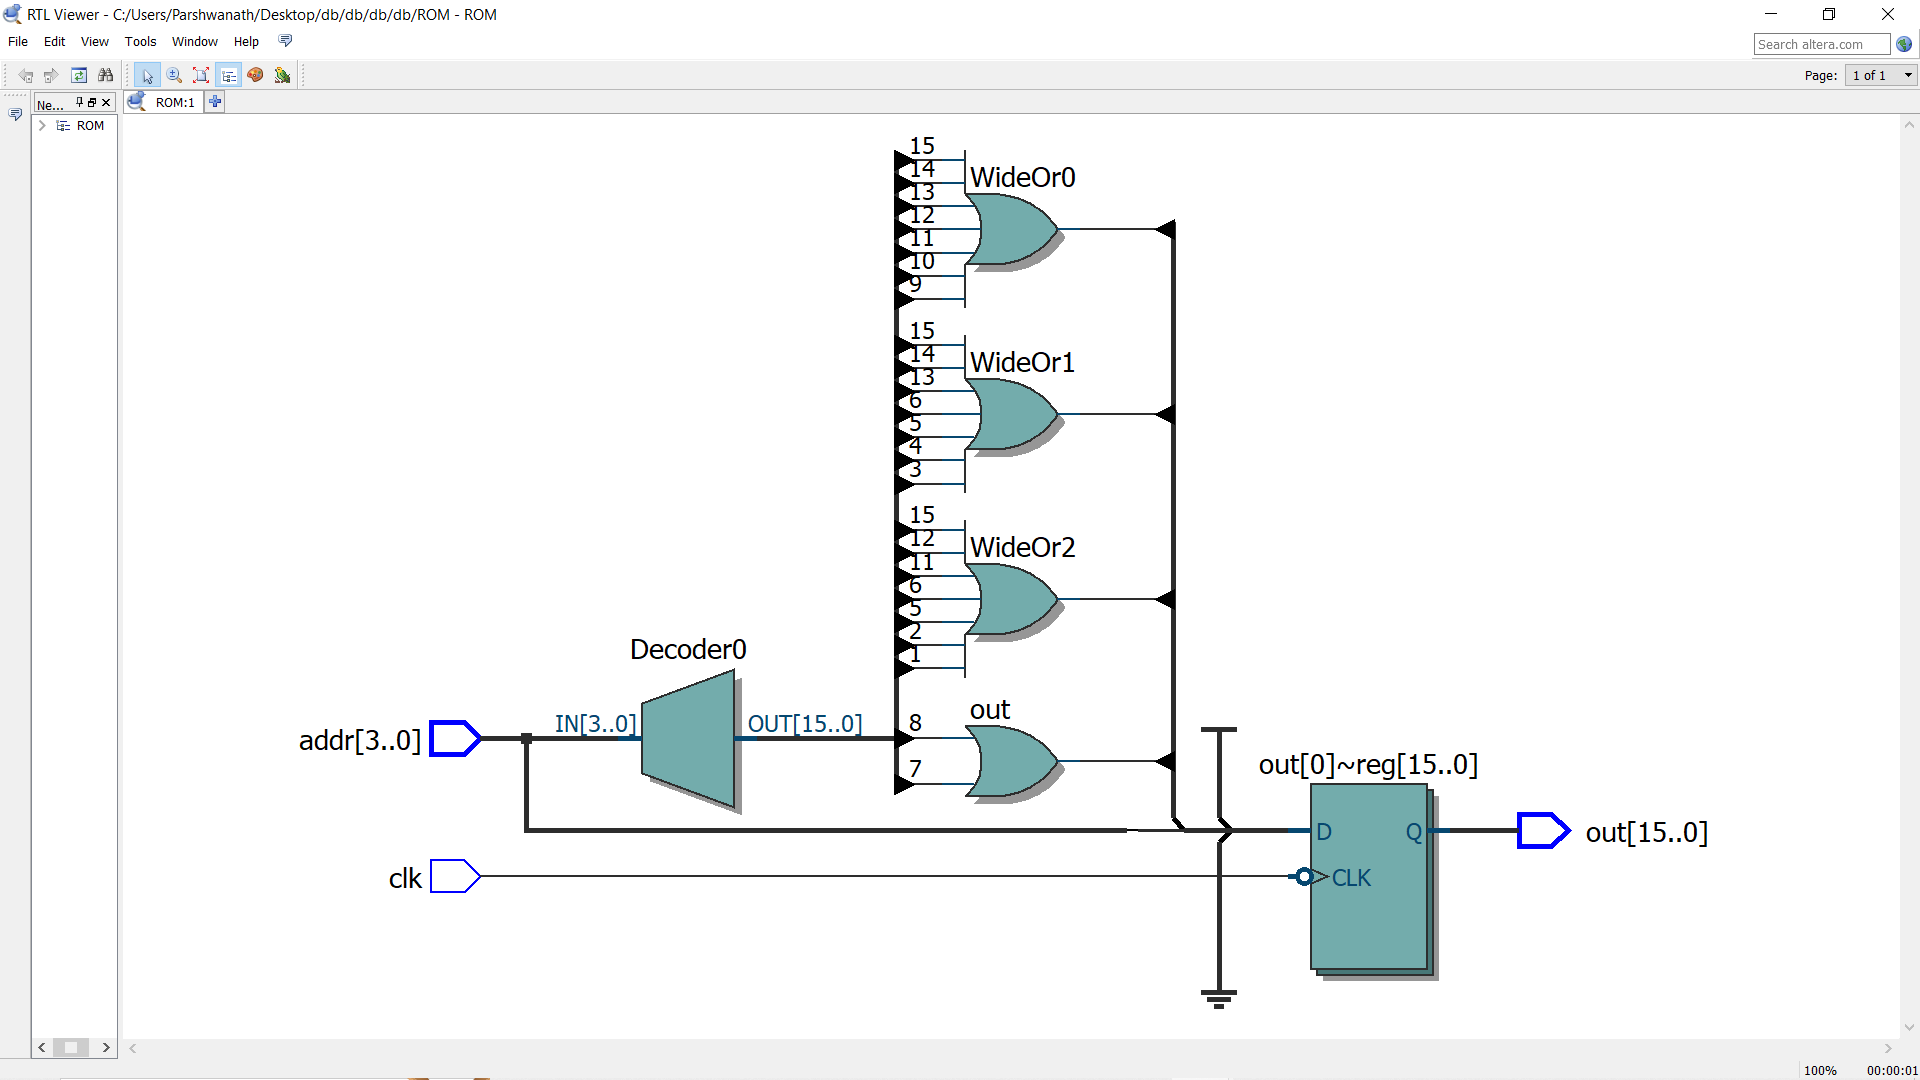 RTL Viewer - C:/Users/Parshwanath/Desktop/db/db/db/db/ROM - ROM
File Edit View Tools Window Help
Search altera.com
Page: 1 of 1
Ne...
ROM:1
ROM
15
14
13
12
11
10
9
WideOr0
15
14
13
6
5
4
3
WideOr1
15
12
11
6
5
2
1
WideOr2
Decoder0
IN[3..0]
OUT[15..0]
addr[3..0]
8
7
out
out[0]~reg[15..0]
D
Q
CLK
out[15..0]
clk
100% 00:00:01